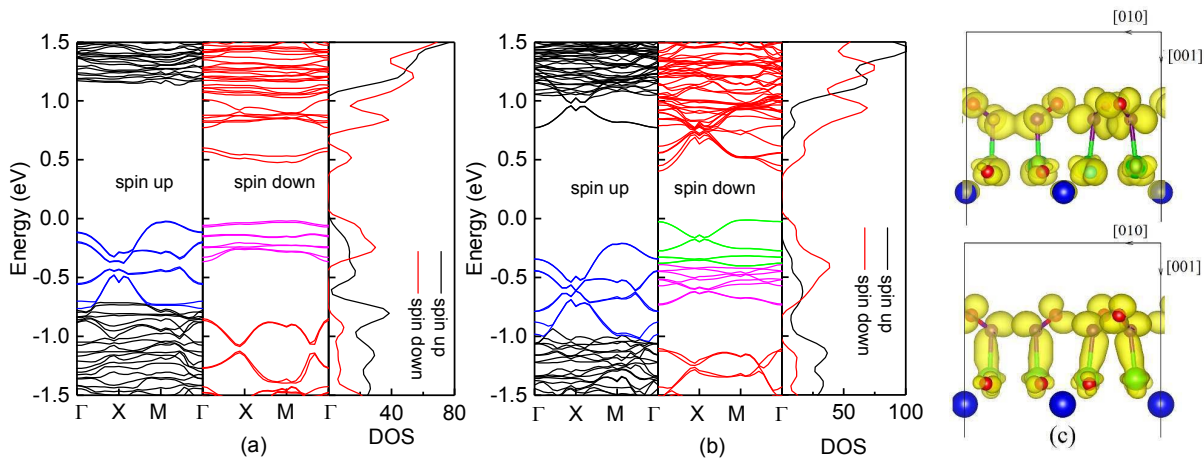 1.5
1.0
0.5
0.0
-0.5
-1.0
-1.5
Energy (eV)
spin up
spin down
spin up
spin down
Γ X M Γ X M Γ 40 80
DOS
(a)
1.5
1.0
0.5
0.0
-0.5
-1.0
-1.5
Energy (eV)
spin up
spin down
spin up
spin down
Γ X M Γ X M Γ 50 100
DOS
(b)
[010]
[001]
[010]
[001]
(c)